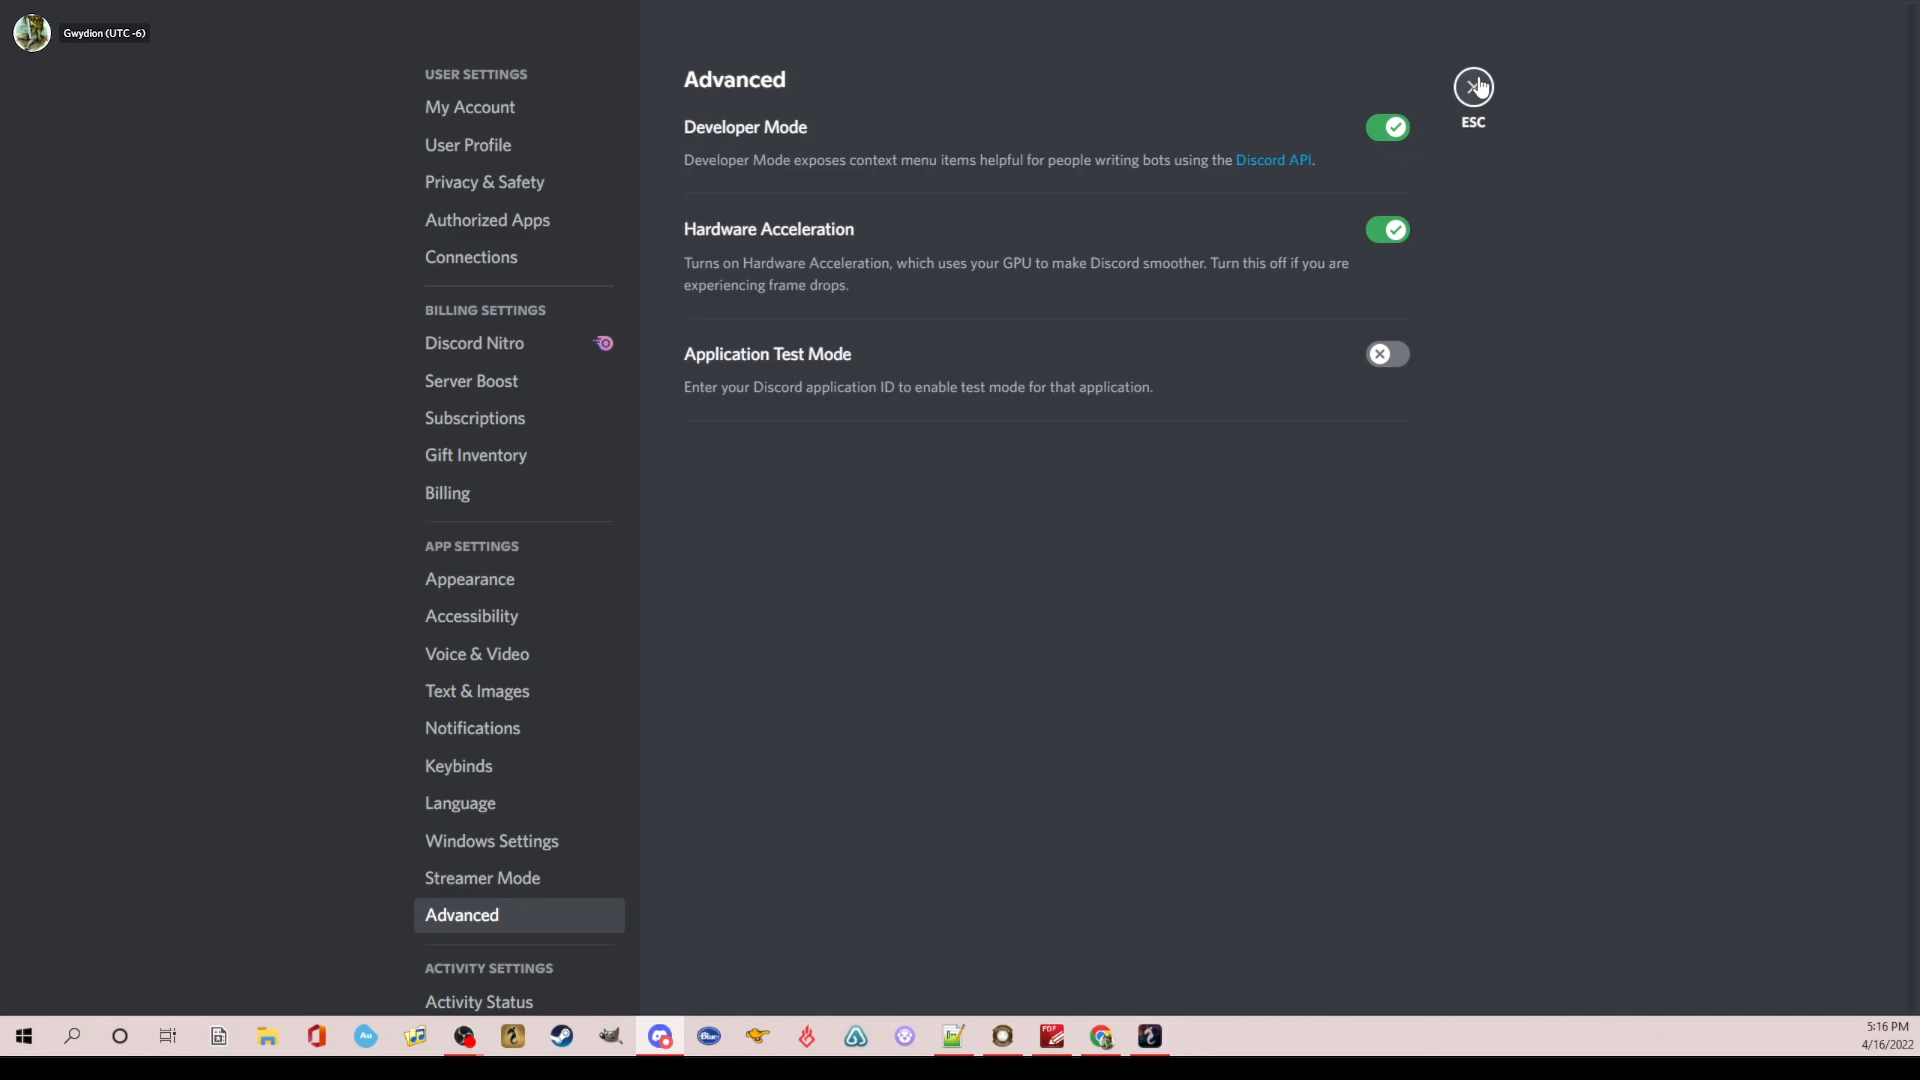 Gwydion (UTC -6)
USER SETTINGS
My Account
User Profile
Privacy & Safety
Authorized Apps
Connections
BILLING SETTINGS
Discord Nitro
Server Boost
Subscriptions
Gift Inventory
Billing
APP SETTINGS
Appearance
Accessibility
Voice & Video
Text & Images
Notifications
Keybinds
Language
Windows Settings
Streamer Mode
Advanced
ACTIVITY SETTINGS
Activity Status
Advanced
Developer Mode
Developer Mode exposes context menu items helpful for people writing bots using the Discord API.
Hardware Acceleration
Turns on Hardware Acceleration, which uses your GPU to make Discord smoother. Turn this off if you are
experiencing frame drops.
Application Test Mode
Enter your Discord application ID to enable test mode for that application.
ESC
Au
Blue
PDF
5:16 PM
4/16/2022